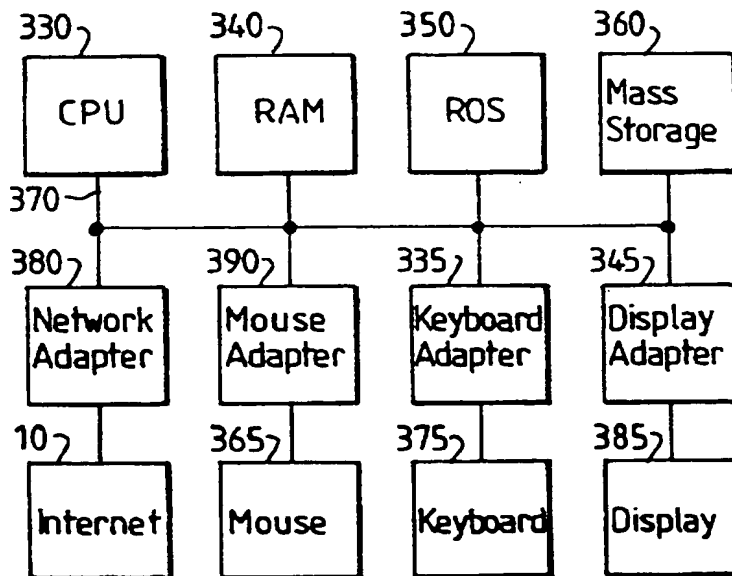 330 340 350 360
CPU RAM ROS Mass
Storage
370
380 390 335 345
Network Mouse Keyboard Display
Adapter Adapter Adapter Adapter
10 365 375 385
Internet Mouse Keyboard Display